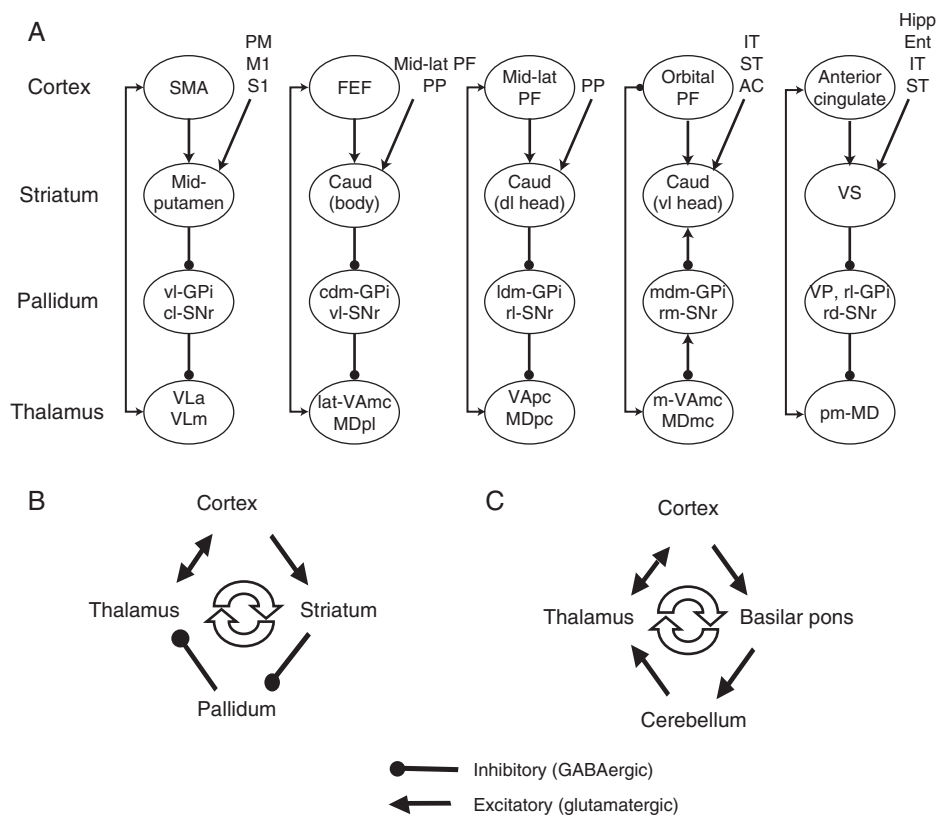 A
Cortex
Striatum
Pallidum
Thalamus
PM
M1
S1
SMA
Mid-
putamen
vl-GPi
cl-SNr
VLa
VLm
Mid-lat PF
PP
FEF
Caud
(body)
cdm-GPi
vl-SNr
lat-VAmc
MDpl
Mid-lat
PF
PP
Caud
(dl head)
ldm-GPi
rl-SNr
VApc
MDpc
IT
ST
AC
Orbital
PF
Caud
(vl head)
mdm-GPi
rm-SNr
m-VAmc
MDmc
Hipp
Ent
IT
ST
Anterior
cingulate
VS
VP, rl-GPi
rd-SNr
pm-MD
B
Cortex
Thalamus
Striatum
Pallidum
C
Cortex
Thalamus
Basilar pons
Cerebellum
Inhibitory (GABAergic)
Excitatory (glutamatergic)